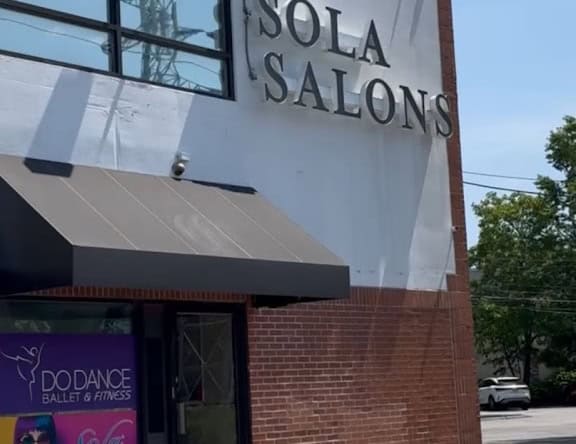 SOLA
SALONS
DO DANCE
BALLET & FITNESS